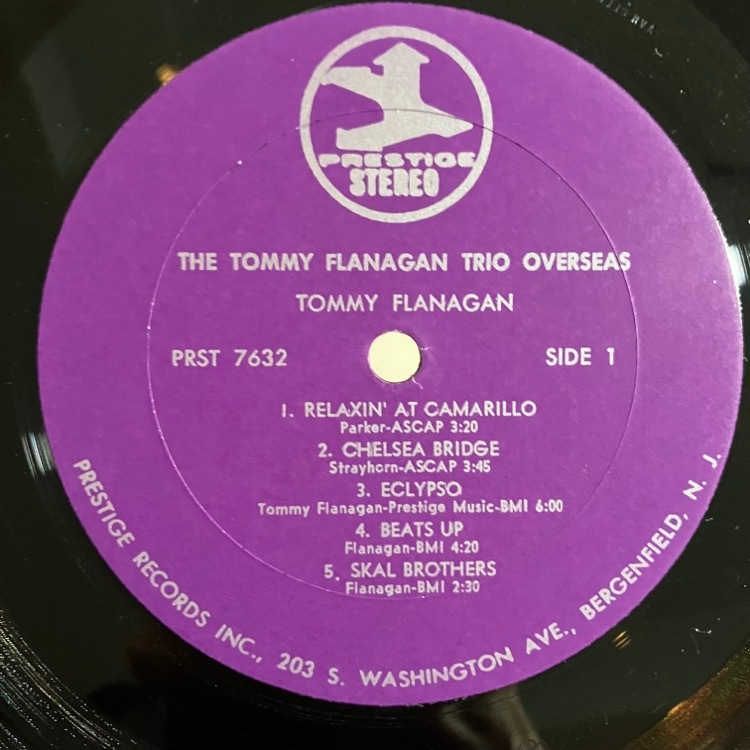 PRESTIGE
STEREO
THE TOMMY FLANAGAN TRIO OVERSEAS
TOMMY FLANAGAN
PRST 7632
SIDE 1
1. RELAXIN' AT CAMARILLO
Parker-ASCAP 3:20
2. CHELSEA BRIDGE
Strayhorn-ASCAP 3:45
3. ECLYPSO
Tommy Flanagan-Prestige Music-BMI 6:00
4. BEATS UP
Flanagan-BMI 4:20
5. SKAL BROTHERS
Flanagan-BMI 2:30
PRESTIGE RECORDS INC., 203 S. WASHINGTON AVE., BERGENFIELD, N. J.